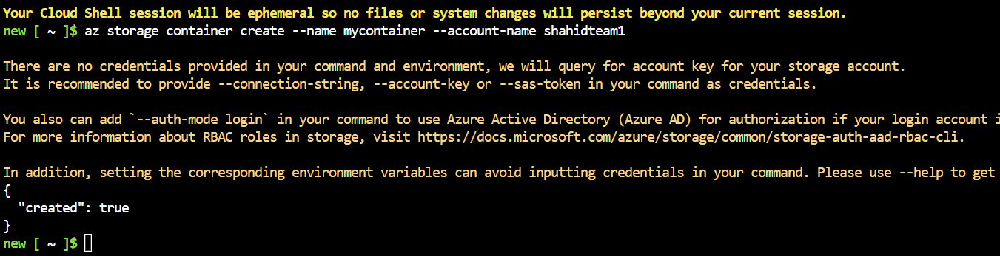 Your Cloud Shell session will be ephemeral so no files or system changes will persist beyond your current session.
new [ ~ ]$ az storage container create --name mycontainer --account-name shahidteam1
There are no credentials provided in your command and environment, we will query for account key for your storage account.
It is recommended to provide --connection-string, --account-key or --sas-token in your command as credentials.
You also can add `--auth-mode login` in your command to use Azure Active Directory (Azure AD) for authorization if your login account i
For more information about RBAC roles in storage, visit https://docs.microsoft.com/azure/storage/common/storage-auth-aad-rbac-cli.
In addition, setting the corresponding environment variables can avoid inputting credentials in your command. Please use --help to get
{
  "created": true
}
new [ ~ ]$